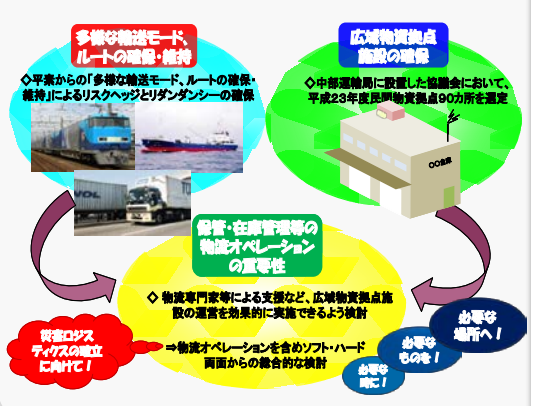 多様な輸送モード、
ルートの確保・維持
◇平素からの「多様な輸送モード、ルートの確保・
維持」によるリスクヘッジとリダンダンシーの確保
広域物資拠点
施設の確保
◇中部運輸局に設置した協議会において、
平成23年度民間物資拠点90カ所を選定
〇〇倉庫
保管・在庫管理等の
物流オペレーション
の重要性
◇ 物流専門家等による支援など、広域物資拠点施
設の運営を効果的に実施できるよう検討
⇒物流オペレーションを含めソフト・ハード
両面からの総合的な検討
災害ロジス
ティクスの確立
に向けて！
必要な
時に！
必要な
ものを！
必要な
場所へ！